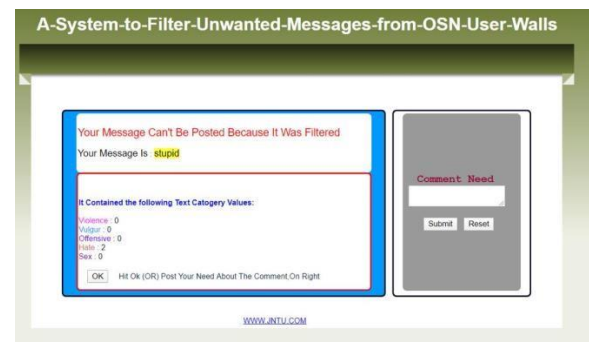 A-System-to-Filter-Unwanted-Messages-from-OSN-User-Walls
Your Message Can't Be Posted Because It Was Filtered
Your Message Is : stupid
It Contained the following Text Catogery Values:
Violence : 0
Vulgur : 0
Offensive : 0
Hate : 2
Sex : 0
OK Hit Ok (OR) Post Your Need About The Comment,On Right
Comment Need
Submit Reset
WWW.JNTU.COM